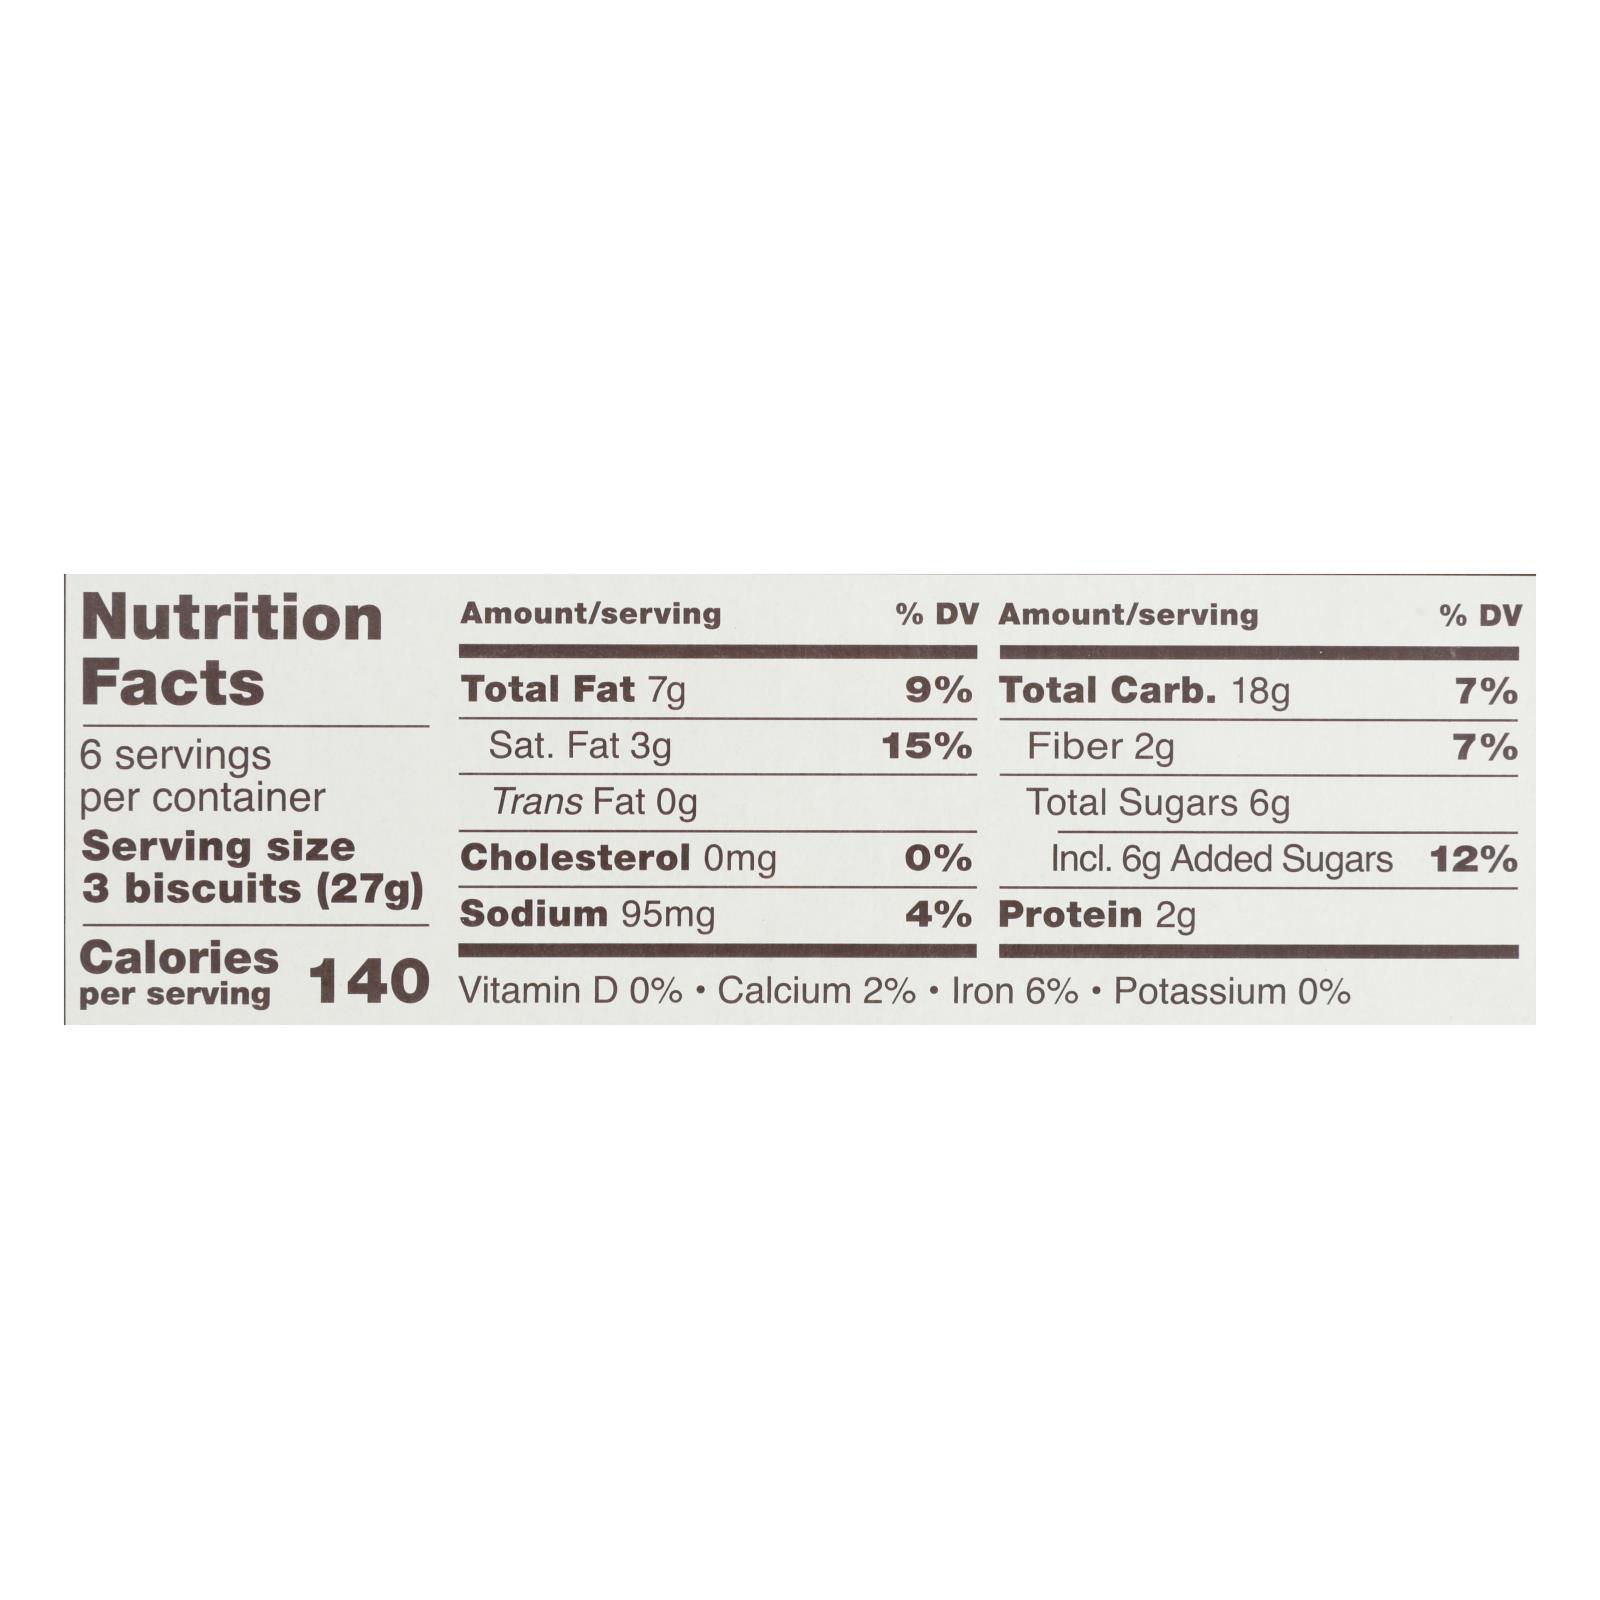 Nutrition
Facts
6 servings
per container
Serving size
3 biscuits (27g)
Calories
per serving 140
Amount/serving % DV
Total Fat 7g 9%
Sat. Fat 3g 15%
Trans Fat 0g
Cholesterol 0mg 0%
Sodium 95mg 4%
Amount/serving % DV
Total Carb. 18g 7%
Fiber 2g 7%
Total Sugars 6g
Incl. 6g Added Sugars 12%
Protein 2g
Vitamin D 0% • Calcium 2% • Iron 6% • Potassium 0%